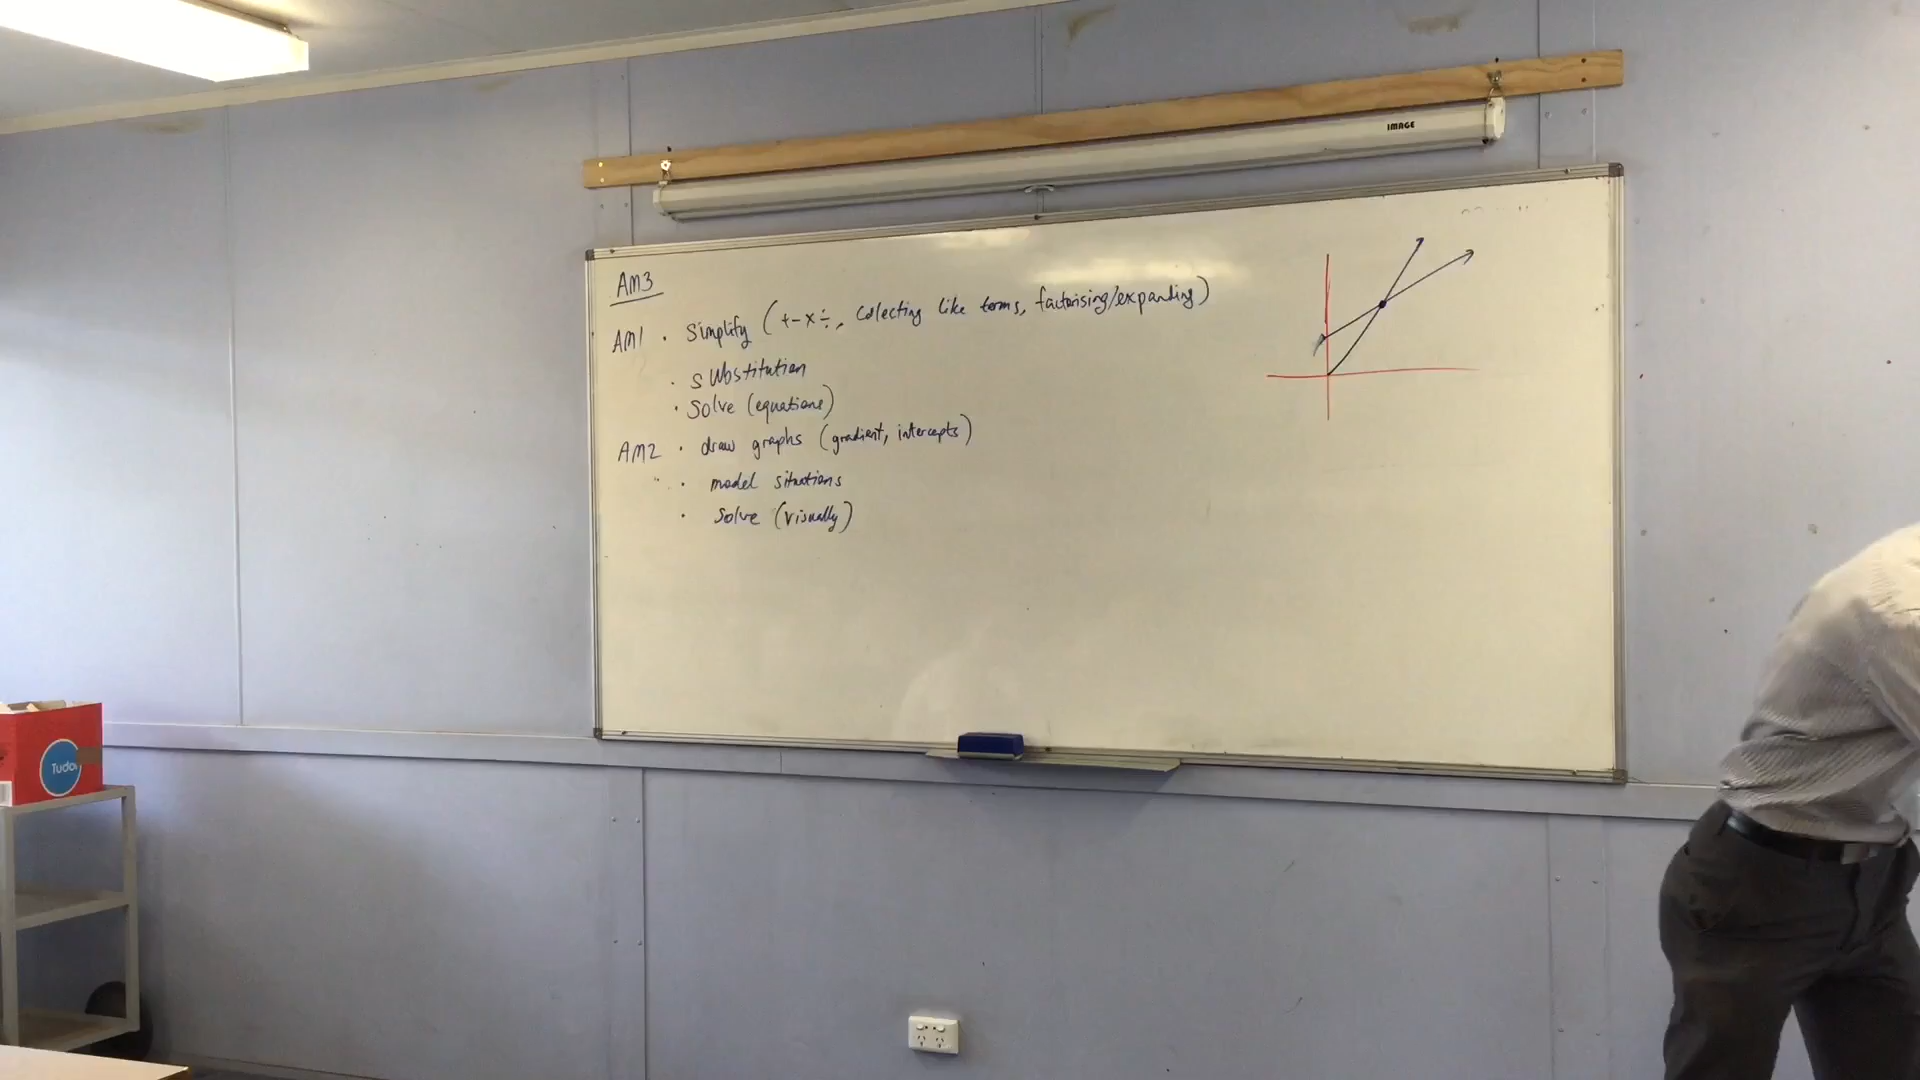 IMAGE
AM3
AM1 • Simplify (+-×÷, collecting like terms, factorising/expanding)
• substitution
• Solve (equations)
AM2 • draw graphs (gradient, intercepts)
• model situations
• Solve (visually)